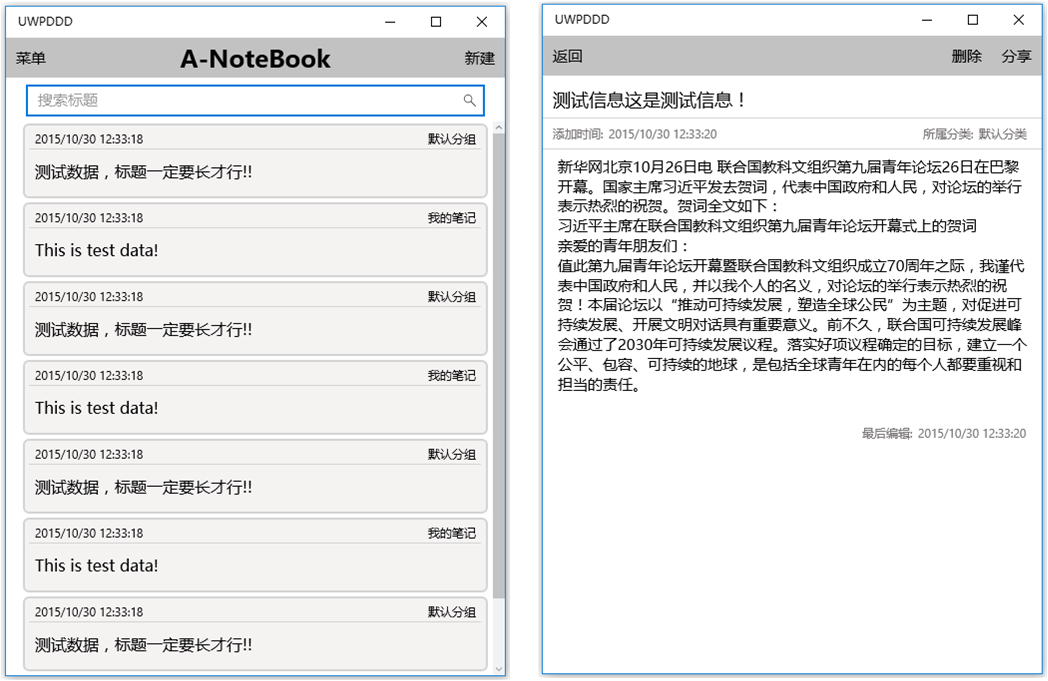 UWPDDD
菜单
A-NoteBook
新建
搜索标题
2015/10/30 12:33:18
默认分组
测试数据，标题一定要长才行!!
2015/10/30 12:33:18
我的笔记
This is test data!
2015/10/30 12:33:18
默认分组
测试数据，标题一定要长才行!!
2015/10/30 12:33:18
我的笔记
This is test data!
2015/10/30 12:33:18
默认分组
测试数据，标题一定要长才行!!
2015/10/30 12:33:18
我的笔记
This is test data!
2015/10/30 12:33:18
默认分组
测试数据，标题一定要长才行!!
UWPDDD
返回
删除
分享
测试信息这是测试信息！
添加时间: 2015/10/30 12:33:20
所属分类: 默认分类
新华网北京10月26日电 联合国教科文组织第九届青年论坛26日在巴黎
开幕。国家主席习近平发去贺词，代表中国政府和人民，对论坛的举行
表示热烈的祝贺。贺词全文如下：
习近平主席在联合国教科文组织第九届青年论坛开幕式上的贺词
亲爱的青年朋友们：
值此第九届青年论坛开幕暨联合国教科文组织成立70周年之际，我谨代
表中国政府和人民，并以我个人的名义，对论坛的举行表示热烈的祝
贺！本届论坛以“推动可持续发展，塑造全球公民”为主题，对促进可
持续发展、开展文明对话具有重要意义。前不久，联合国可持续发展峰
会通过了2030年可持续发展议程。落实好项议程确定的目标，建立一个
公平、包容、可持续的地球，是包括全球青年在内的每个人都要重视和
担当的责任。
最后编辑: 2015/10/30 12:33:20